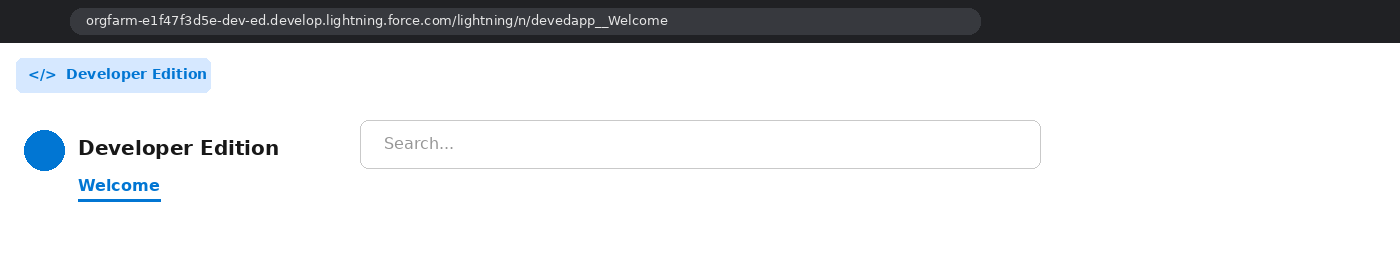 orgfarm-e1f47f3d5e-dev-ed.develop.lightning.force.com/lightning/n/devedapp__Welcome
</> Developer Edition
Developer Edition
Search...
Welcome